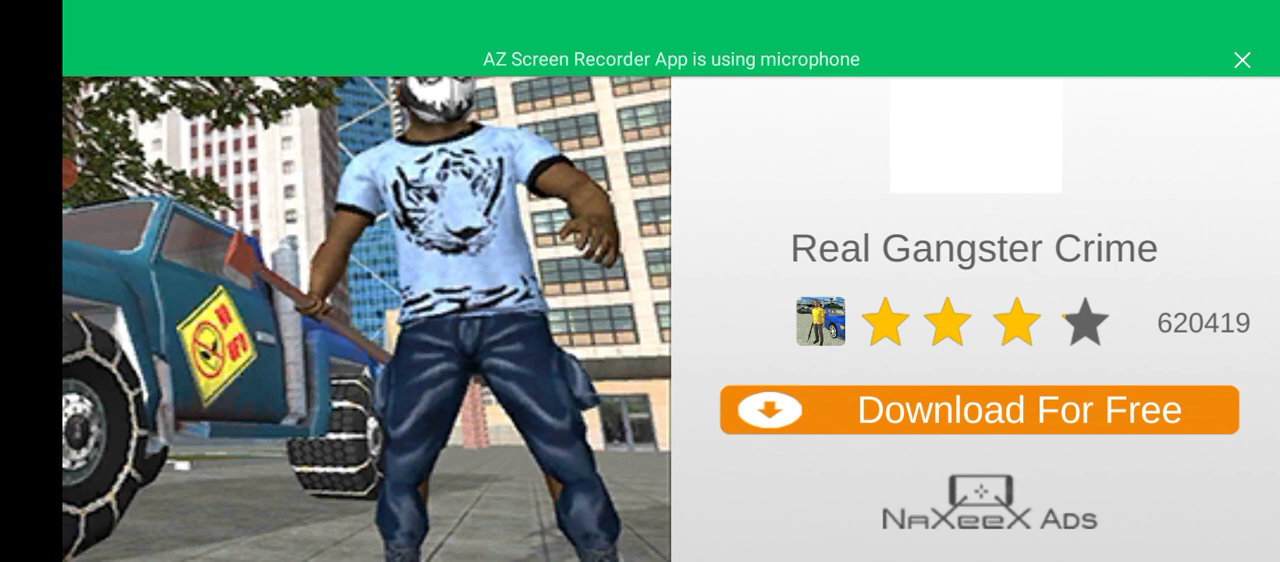 AZ Screen Recorder App is using microphone
Real Gangster Crime
620419
Download For Free
NAXEEX ADS